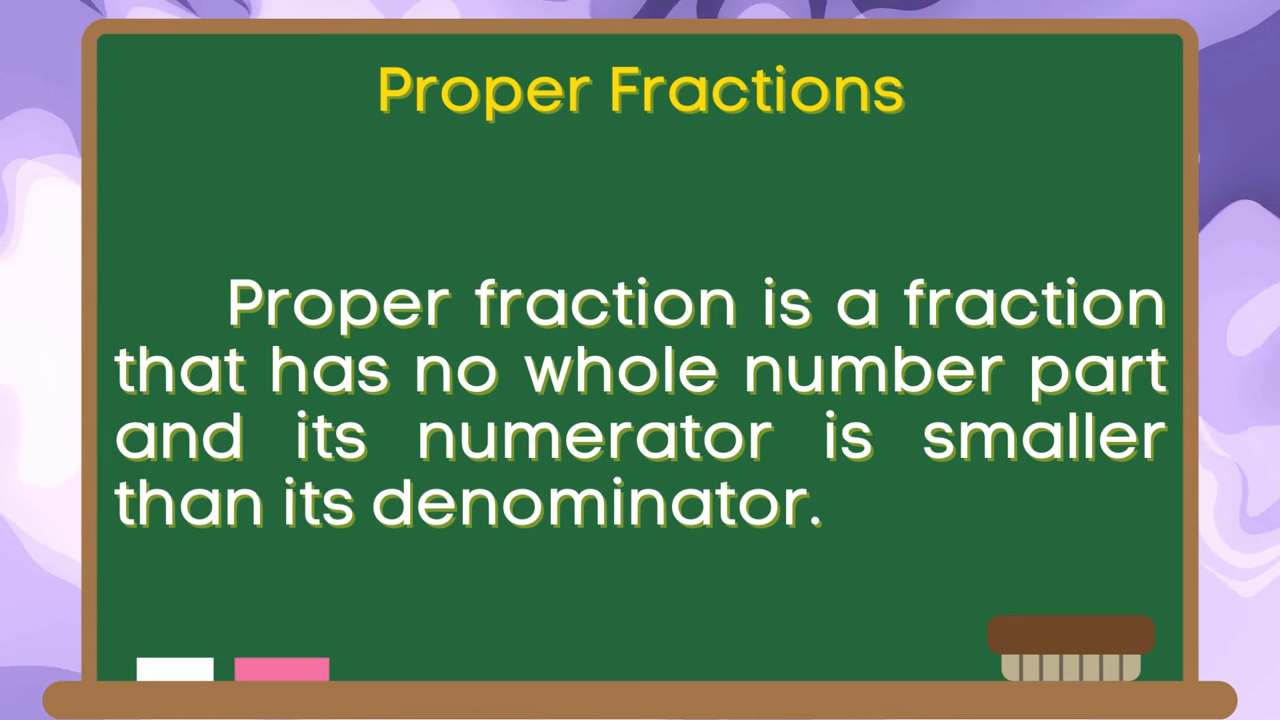 Proper Fractions
Proper fraction is a fraction
that has no whole number part
and its numerator is smaller
than its denominator.